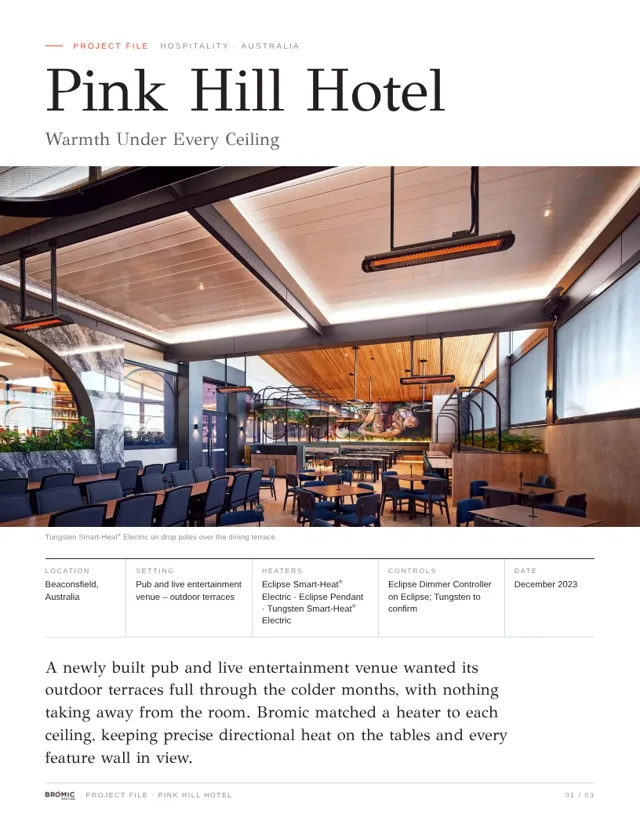 PROJECT FILE HOSPITALITY · AUSTRALIA
Pink Hill Hotel
Warmth Under Every Ceiling
Tungsten Smart-Heat® Electric on drop poles over the dining terrace.
LOCATION
Beaconsfield,
Australia
SETTING
Pub and live entertainment
venue – outdoor terraces
HEATERS
Eclipse Smart-Heat®
Electric · Eclipse Pendant
· Tungsten Smart-Heat®
Electric
CONTROLS
Eclipse Dimmer Controller
on Eclipse; Tungsten to
confirm
DATE
December 2023
A newly built pub and live entertainment venue wanted its
outdoor terraces full through the colder months, with nothing
taking away from the room. Bromic matched a heater to each
ceiling, keeping precise directional heat on the tables and every
feature wall in view.
BROMIC PROJECT FILE · PINK HILL HOTEL 01 / 03